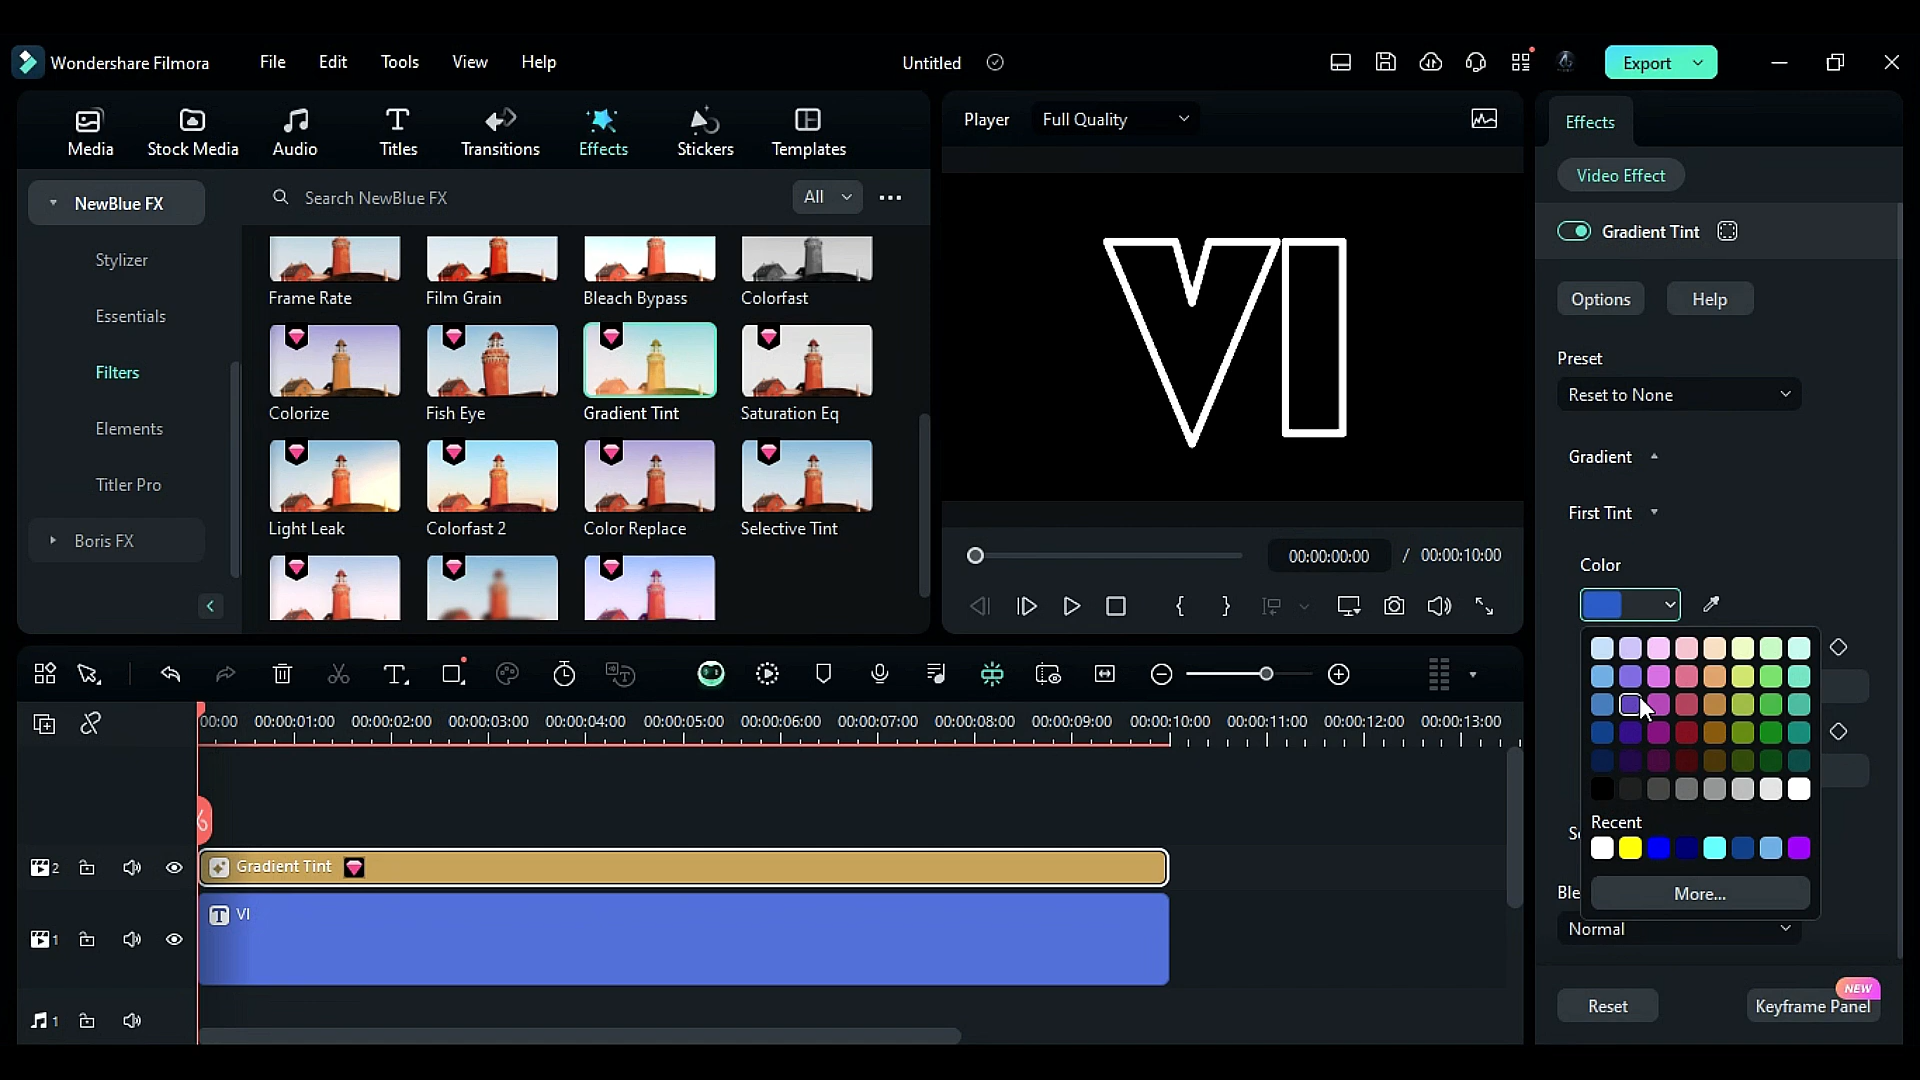 Wondershare Filmora
File
Edit
Tools
View
Help
Untitled
Export
Media
Stock Media
Audio
Titles
Transitions
Effects
Stickers
Templates
NewBlue FX
Stylizer
Essentials
Filters
Elements
Titler Pro
Boris FX
Search NewBlue FX
All
Frame Rate
Film Grain
Bleach Bypass
Colorfast
Colorize
Fish Eye
Gradient Tint
Saturation Eq
Light Leak
Colorfast 2
Color Replace
Selective Tint
Player
Full Quality
VI
00:00:00:00 / 00:00:10:00
Effects
Video Effect
Gradient Tint
Options
Help
Preset
Reset to None
Gradient
First Tint
Color
Recent
More...
Ble
Normal
Reset
NEW
Keyframe Panel
00:00 00:00:01:00 00:00:02:00 00:00:03:00 00:00:04:00 00:00:05:00 00:00:06:00 00:00:07:00 00:00:08:00 00:00:09:00 00:00:10:00 00:00:11:00 00:00:12:00 00:00:13:00
2
Gradient Tint
1
VI
1